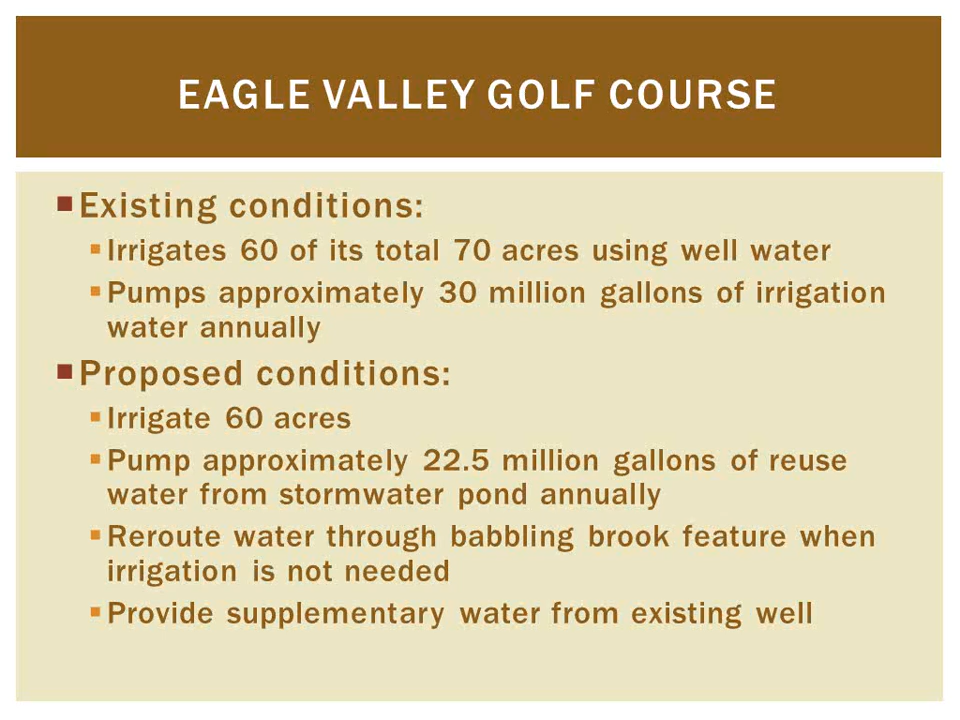 EAGLE VALLEY GOLF COURSE
Existing conditions:
Irrigates 60 of its total 70 acres using well water
Pumps approximately 30 million gallons of irrigation
water annually
Proposed conditions:
Irrigate 60 acres
Pump approximately 22.5 million gallons of reuse
water from stormwater pond annually
Reroute water through babbling brook feature when
irrigation is not needed
Provide supplementary water from existing well